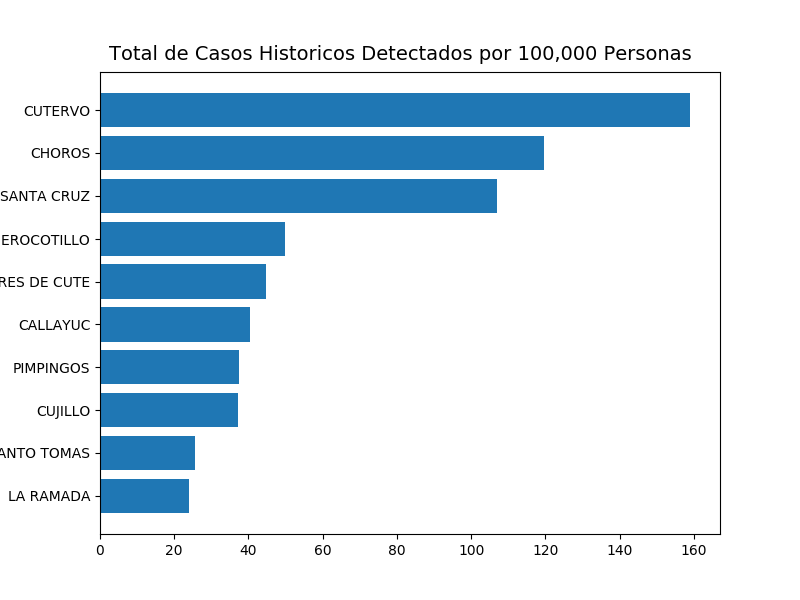 Total de Casos Historicos Detectados por 100,000 Personas
CUTERVO
CHOROS
SANTA CRUZ
EROCOTILLO
RES DE CUTE
CALLAYUC
PIMPINGOS
CUJILLO
ANTO TOMAS
LA RAMADA
0 20 40 60 80 100 120 140 160